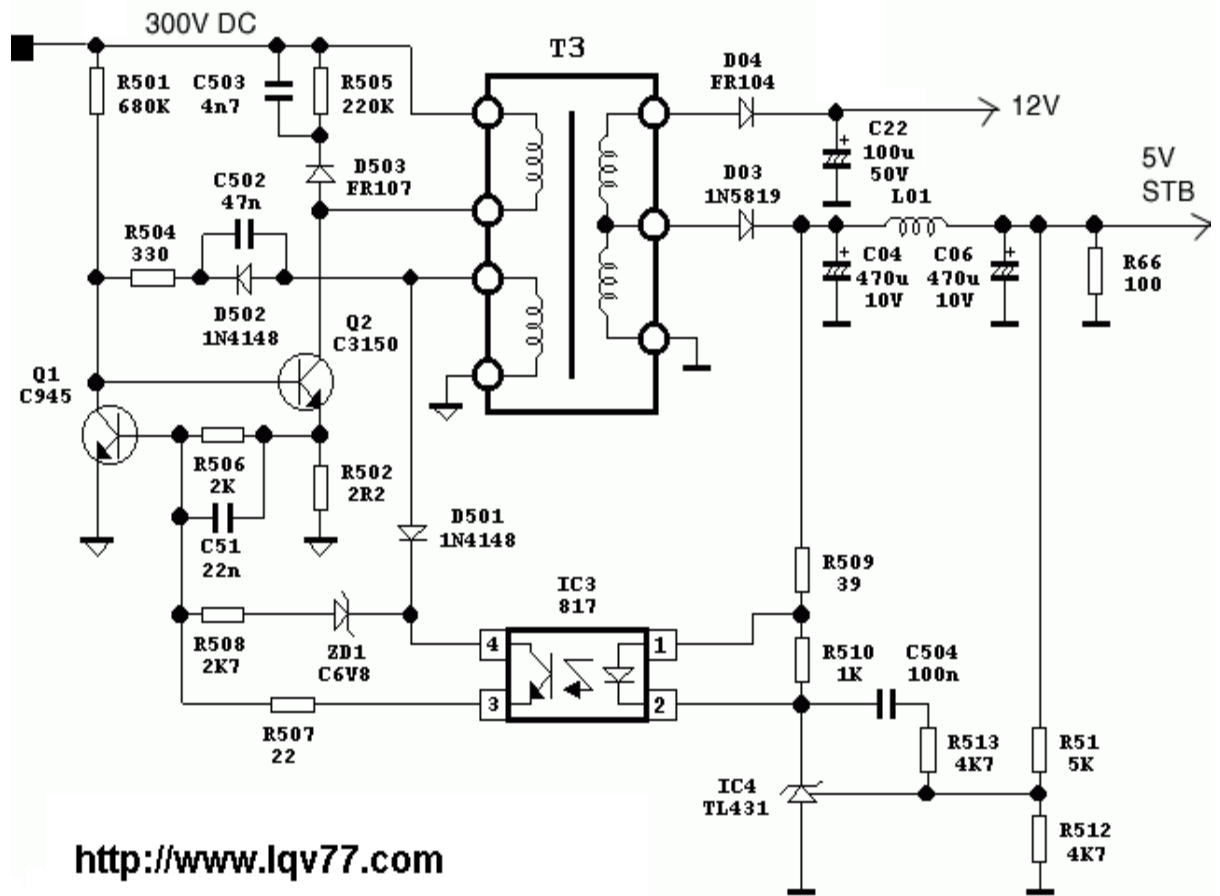 300V DC
T3
D04
FR104
R501
680K
C503
4n7
R505
220K
12V
C22
100u
50V
5V
STB
D503
FR107
D03
1N5819
L01
C502
47n
R504
330
C04
470u
10V
C06
470u
10V
R66
100
D502
1N4148
Q2
C3150
Q1
C945
R506
2K
R502
2R2
C51
22n
D501
1N4148
R509
39
IC3
817
R508
2K7
ZD1
C6V8
4
1
R510
1K
C504
100n
3
2
R507
22
R513
4K7
R51
5K
IC4
TL431
R512
4K7
http://www.lqv77.com